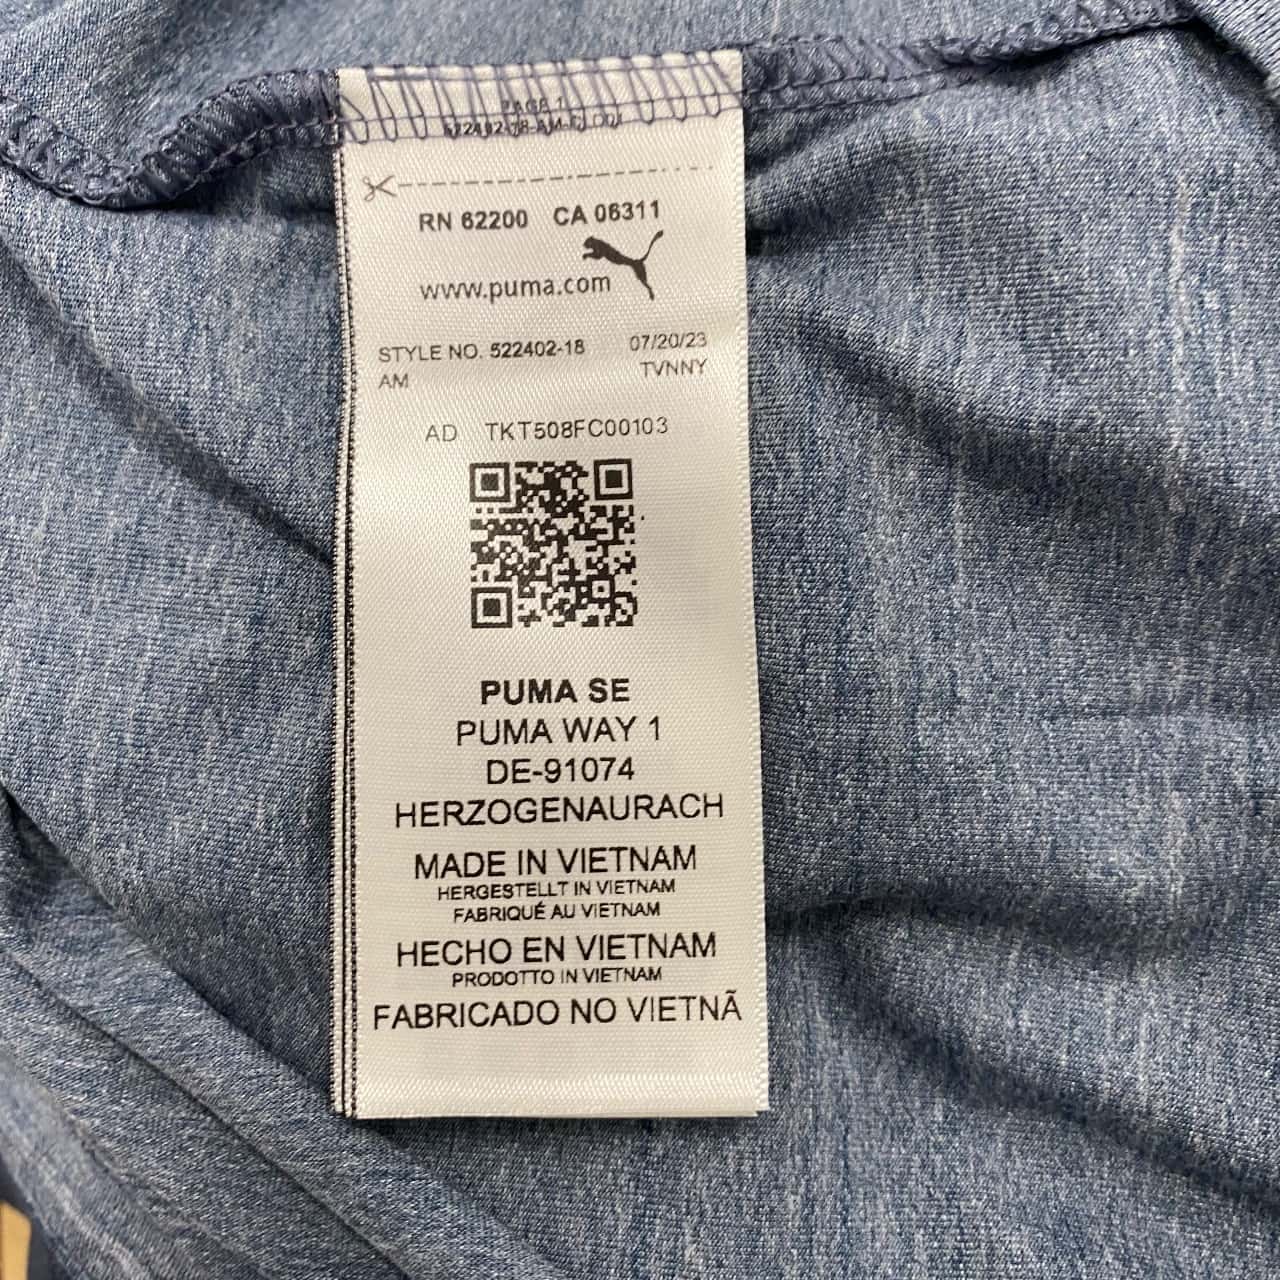 PAGE 1
RN 62200 CA 06311
www.puma.com
STYLE NO. 522402-18 07/20/23
AM TVNNY
AD TKT508FC00103
PUMA SE
PUMA WAY 1
DE-91074
HERZOGENAURACH
MADE IN VIETNAM
HERGESTELLT IN VIETNAM
FABRIQUÉ AU VIETNAM
HECHO EN VIETNAM
PRODOTTO IN VIETNAM
FABRICADO NO VIETNÃ